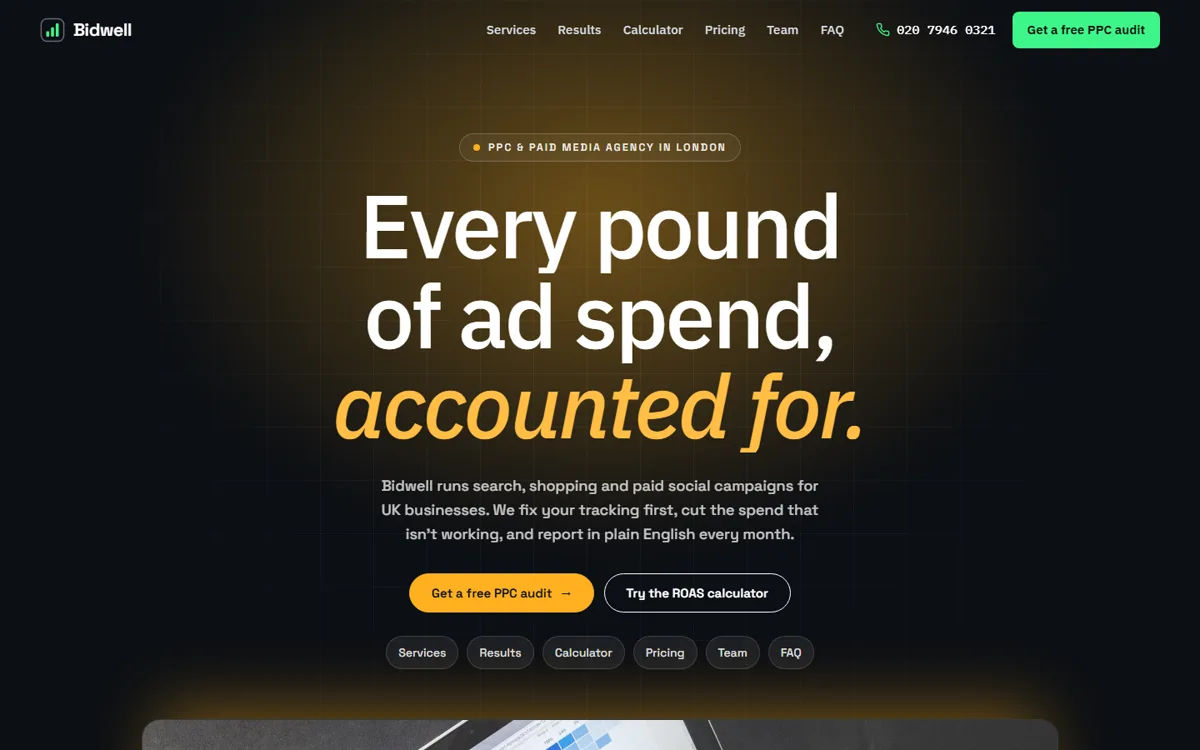 Bidwell
Services Results Calculator Pricing Team FAQ 020 7946 0321 Get a free PPC audit
PPC & PAID MEDIA AGENCY IN LONDON
Every pound
of ad spend,
accounted for.
Bidwell runs search, shopping and paid social campaigns for
UK businesses. We fix your tracking first, cut the spend that
isn't working, and report in plain English every month.
Get a free PPC audit → Try the ROAS calculator
Services Results Calculator Pricing Team FAQ